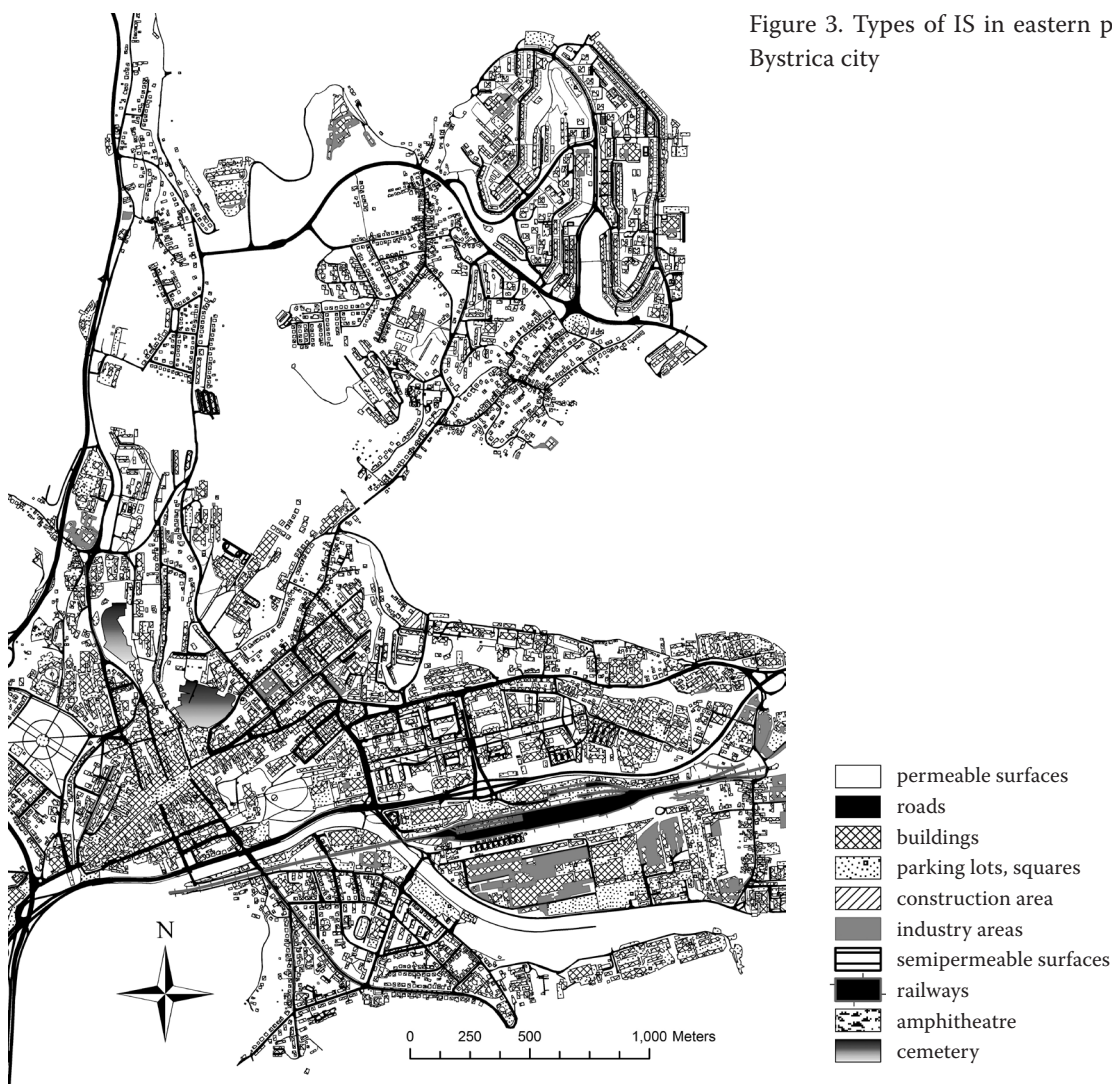 Figure 3. Types of IS in eastern p
Bystrica city
permeable surfaces
roads
buildings
parking lots, squares
construction area
industry areas
semipermeable surfaces
railways
amphitheatre
cemetery
N
0 250 500 1,000 Meters